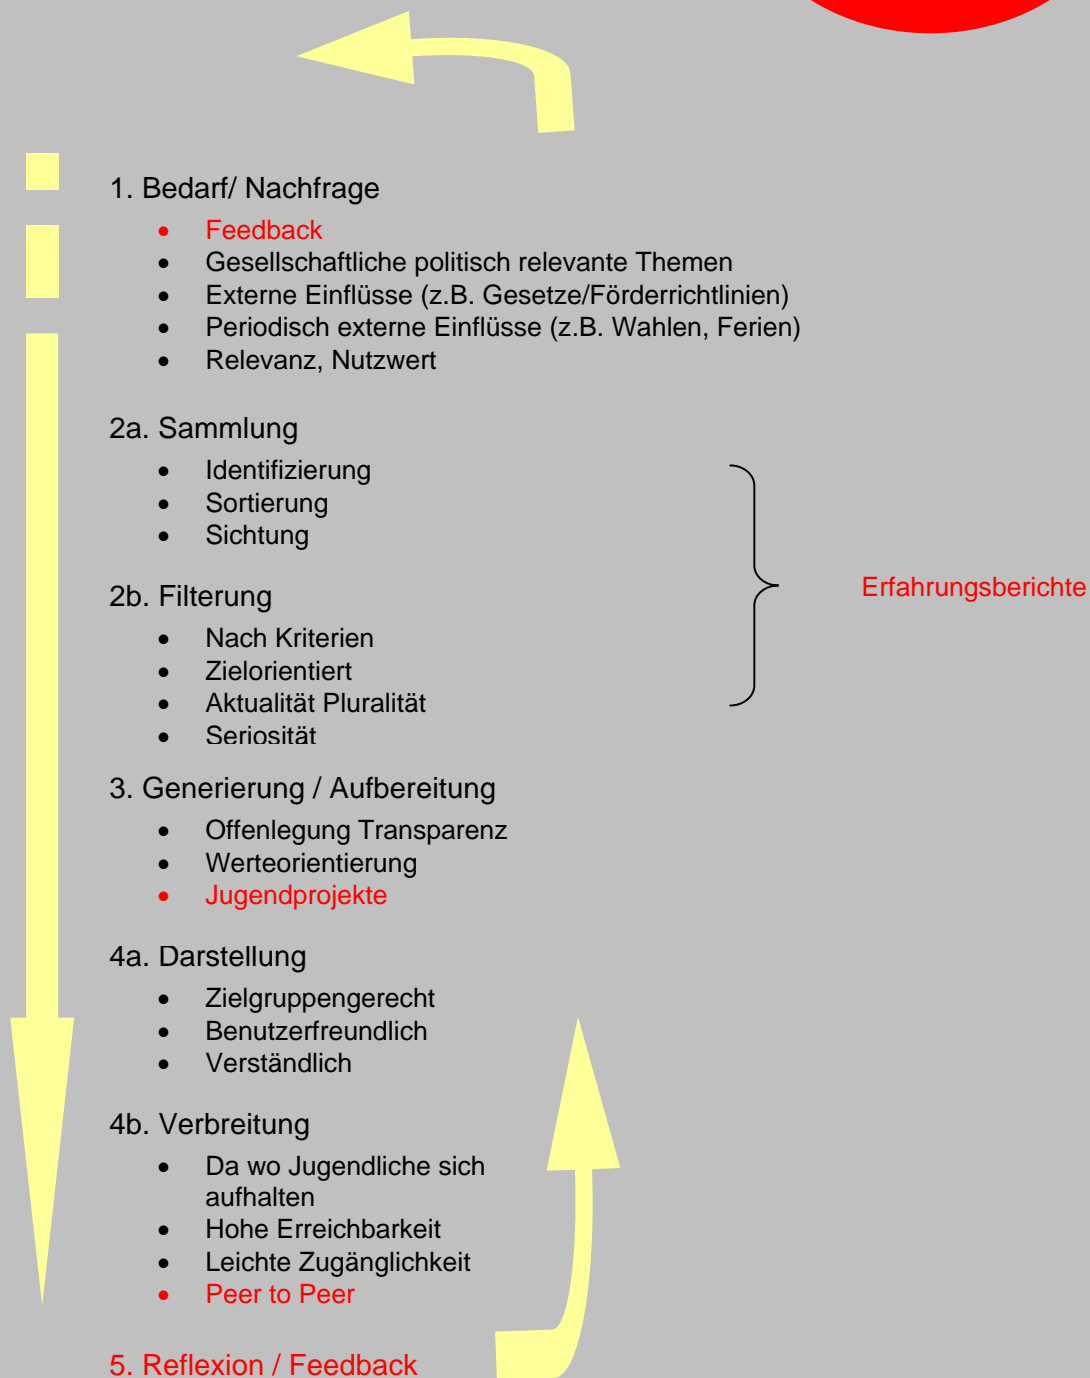 1. Bedarf/ Nachfrage
• Feedback
• Gesellschaftliche politisch relevante Themen
• Externe Einflüsse (z.B. Gesetze/Förderrichtlinien)
• Periodisch externe Einflüsse (z.B. Wahlen, Ferien)
• Relevanz, Nutzwert
2a. Sammlung
• Identifizierung
• Sortierung
• Sichtung
2b. Filterung
• Nach Kriterien
• Zielorientiert
• Aktualität Pluralität
• Seriosität
Erfahrungsberichte
3. Generierung / Aufbereitung
• Offenlegung Transparenz
• Werteorientierung
• Jugendprojekte
4a. Darstellung
• Zielgruppengerecht
• Benutzerfreundlich
• Verständlich
4b. Verbreitung
• Da wo Jugendliche sich
aufhalten
• Hohe Erreichbarkeit
• Leichte Zugänglichkeit
• Peer to Peer
5. Reflexion / Feedback